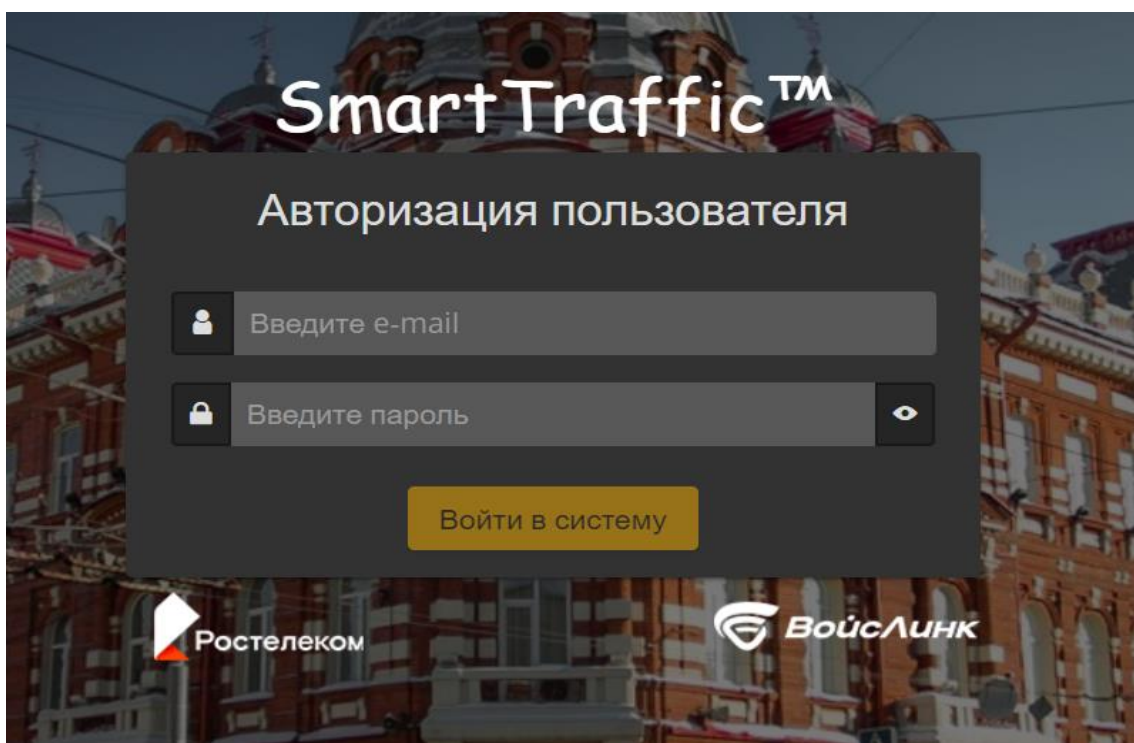 SmartTraffic™
Авторизация пользователя
Введите e-mail
Введите пароль
Войти в систему
Ростелеком
ВойсЛинк